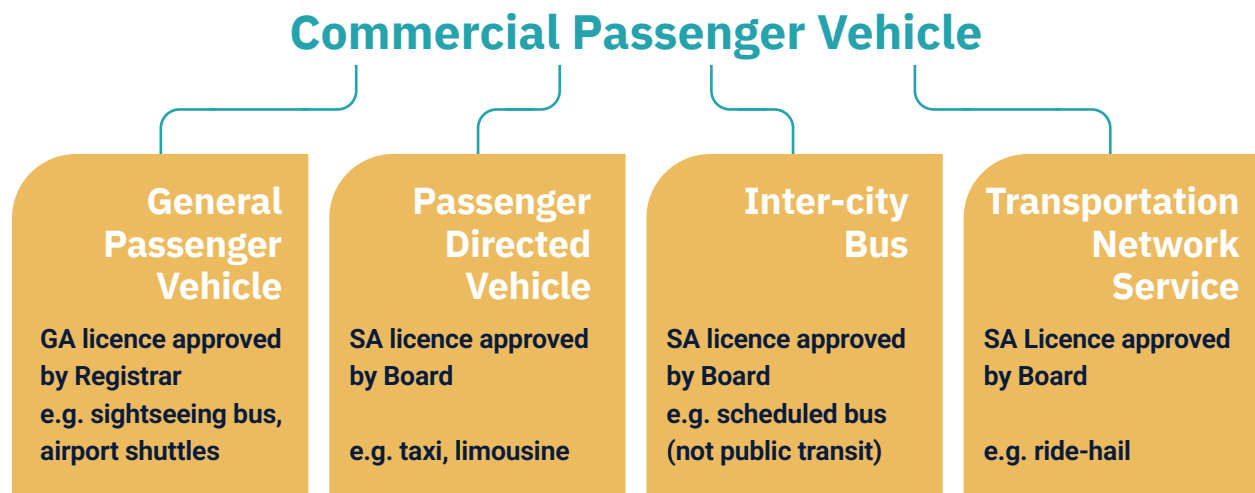 Commercial Passenger Vehicle
General
Passenger
Vehicle
GA licence approved
by Registrar
e.g. sightseeing bus,
airport shuttles
Passenger
Directed
Vehicle
SA licence approved
by Board
e.g. taxi, limousine
Inter-city
Bus
SA licence approved
by Board
e.g. scheduled bus
(not public transit)
Transportation
Network
Service
SA Licence approved
by Board
e.g. ride-hail